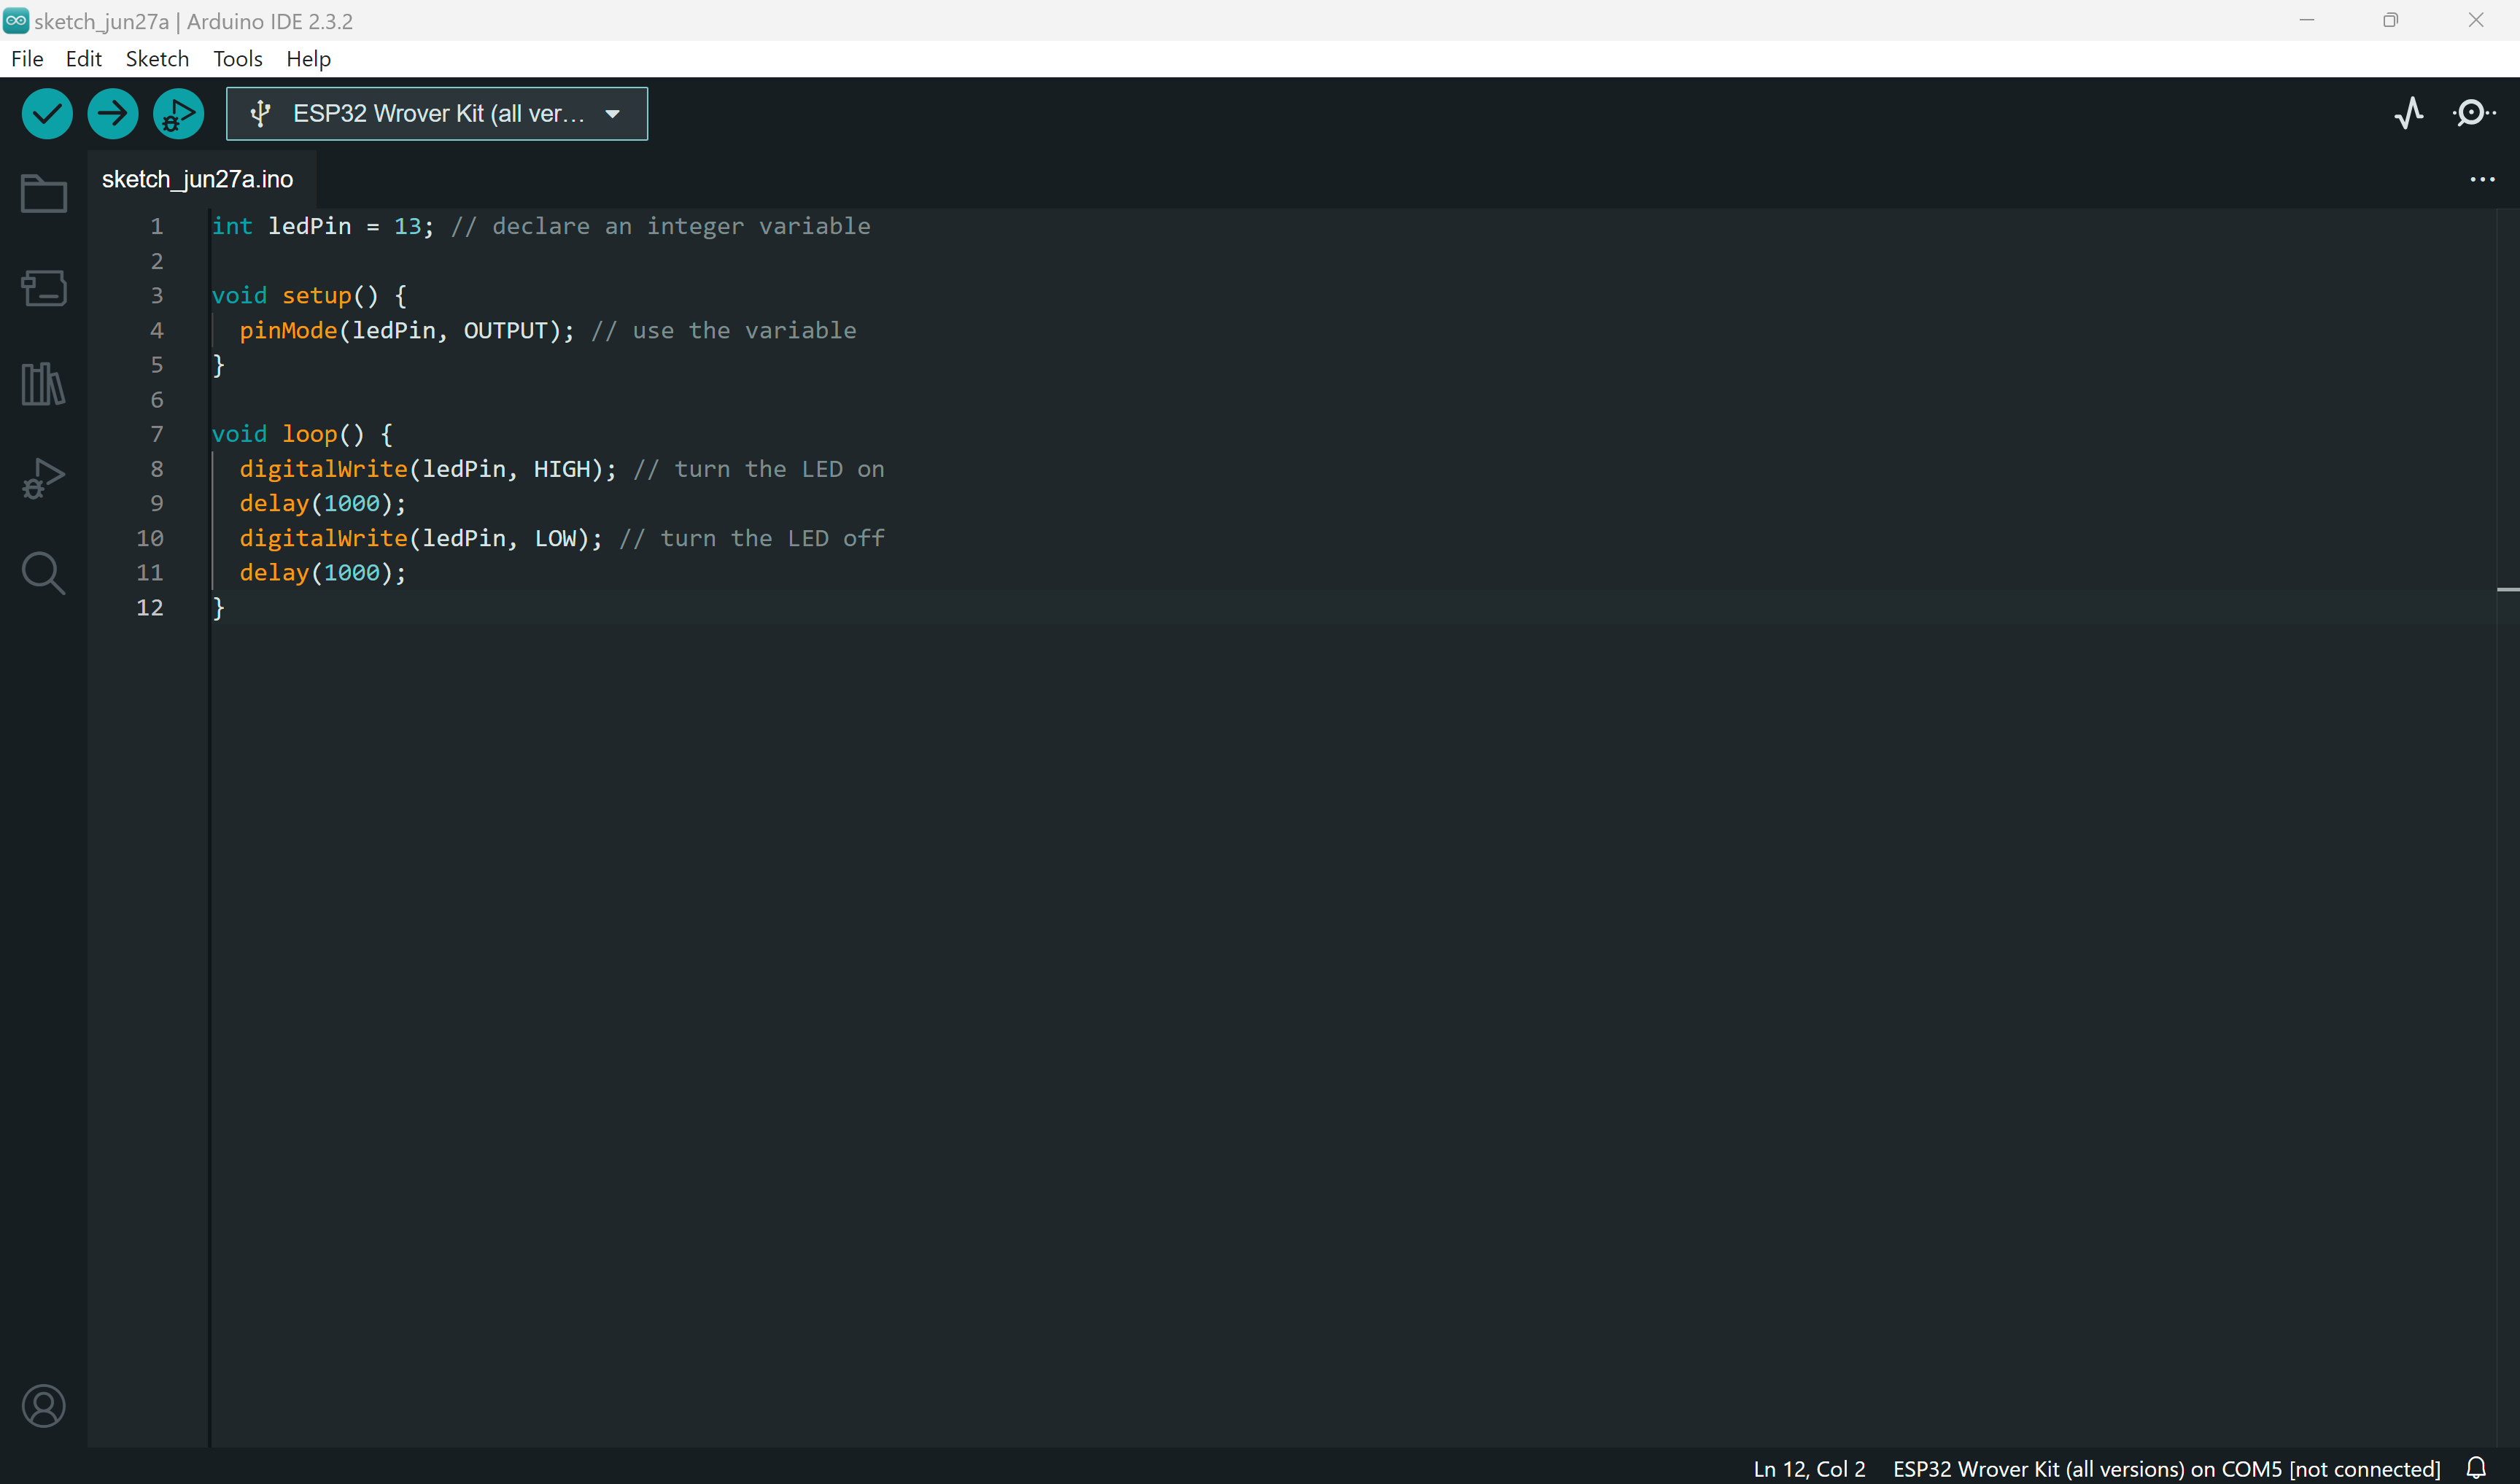 sketch_jun27a | Arduino IDE 2.3.2
File Edit Sketch Tools Help
ESP32 Wrover Kit (all ver...
sketch_jun27a.ino
1 int ledPin = 13; // declare an integer variable
2
3 void setup() {
4 pinMode(ledPin, OUTPUT); // use the variable
5 }
6
7 void loop() {
8 digitalWrite(ledPin, HIGH); // turn the LED on
9 delay(1000);
10 digitalWrite(ledPin, LOW); // turn the LED off
11 delay(1000);
12 }
Ln 12, Col 2 ESP32 Wrover Kit (all versions) on COM5 [not connected]